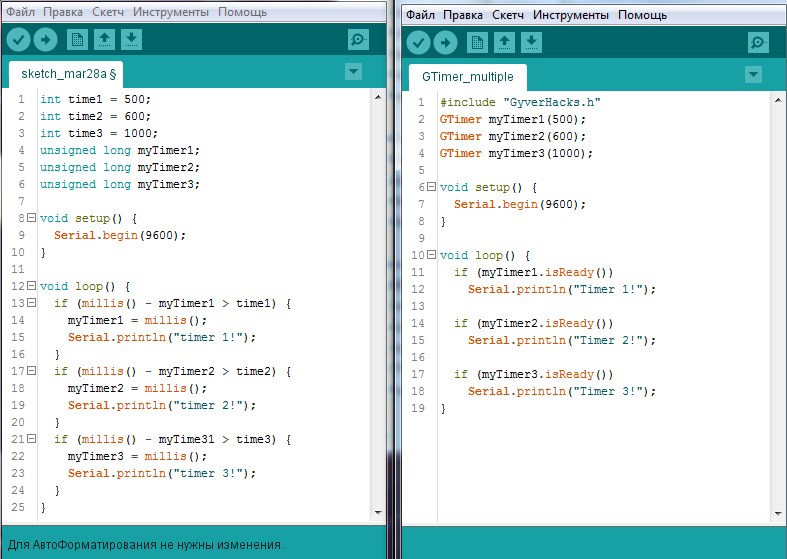 Файл Правка Скетч Инструменты Помощь
sketch_mar28a §
1 int time1 = 500;
2 int time2 = 600;
3 int time3 = 1000;
4 unsigned long myTimer1;
5 unsigned long myTimer2;
6 unsigned long myTimer3;
7
8 void setup() {
9 Serial.begin(9600);
10 }
11
12 void loop() {
13 if (millis() - myTimer1 > time1) {
14 myTimer1 = millis();
15 Serial.println("timer 1!");
16 }
17 if (millis() - myTimer2 > time2) {
18 myTimer2 = millis();
19 Serial.println("timer 2!");
20 }
21 if (millis() - myTime31 > time3) {
22 myTimer3 = millis();
23 Serial.println("timer 3!");
24 }
25 }
Для АвтоФорматирования не нужны изменения.
Файл Правка Скетч Инструменты Помощь
GTimer_multiple
1 #include "GyverHacks.h"
2 GTimer myTimer1(500);
3 GTimer myTimer2(600);
4 GTimer myTimer3(1000);
5
6 void setup() {
7 Serial.begin(9600);
8 }
9
10 void loop() {
11 if (myTimer1.isReady())
12 Serial.println("Timer 1!");
13
14 if (myTimer2.isReady())
15 Serial.println("Timer 2!");
16
17 if (myTimer3.isReady())
18 Serial.println("Timer 3!");
19 }